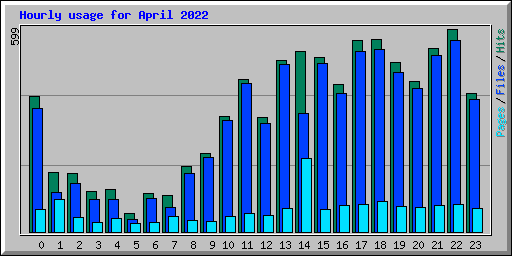 Hourly usage for April 2022
599
Pages / Files / Hits
0 1 2 3 4 5 6 7 8 9 10 11 12 13 14 15 16 17 18 19 20 21 22 23